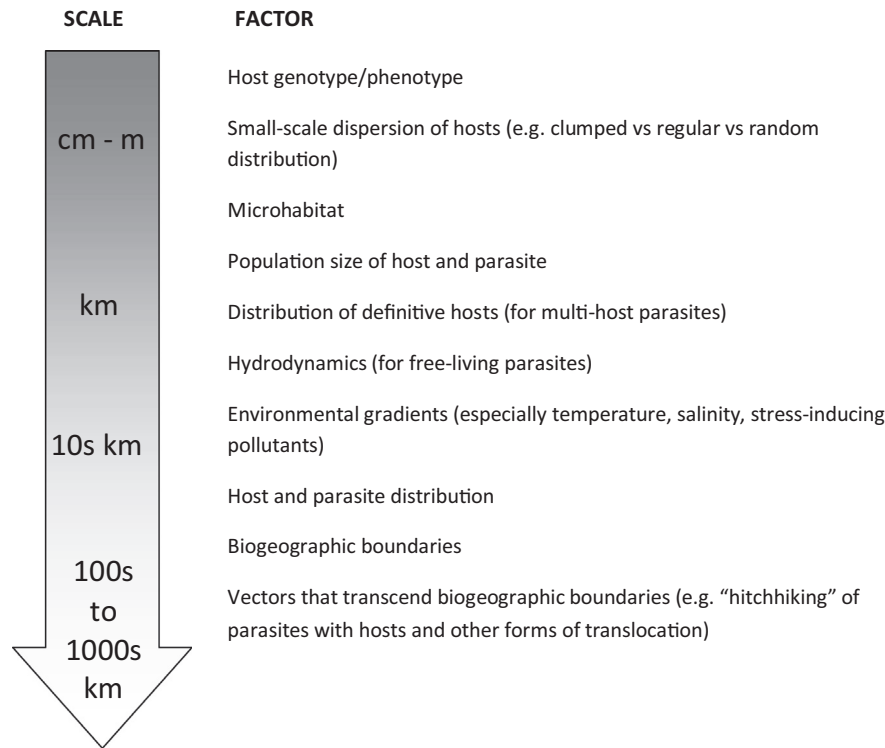 SCALE FACTOR
Host genotype/phenotype
cm - m
Small-scale dispersion of hosts (e.g. clumped vs regular vs random
distribution)
Microhabitat
Population size of host and parasite
km
Distribution of definitive hosts (for multi-host parasites)
Hydrodynamics (for free-living parasites)
Environmental gradients (especially temperature, salinity, stress-inducing
pollutants)
10s km
Host and parasite distribution
Biogeographic boundaries
100s
to
1000s
km
Vectors that transcend biogeographic boundaries (e.g. “hitchhiking” of
parasites with hosts and other forms of translocation)